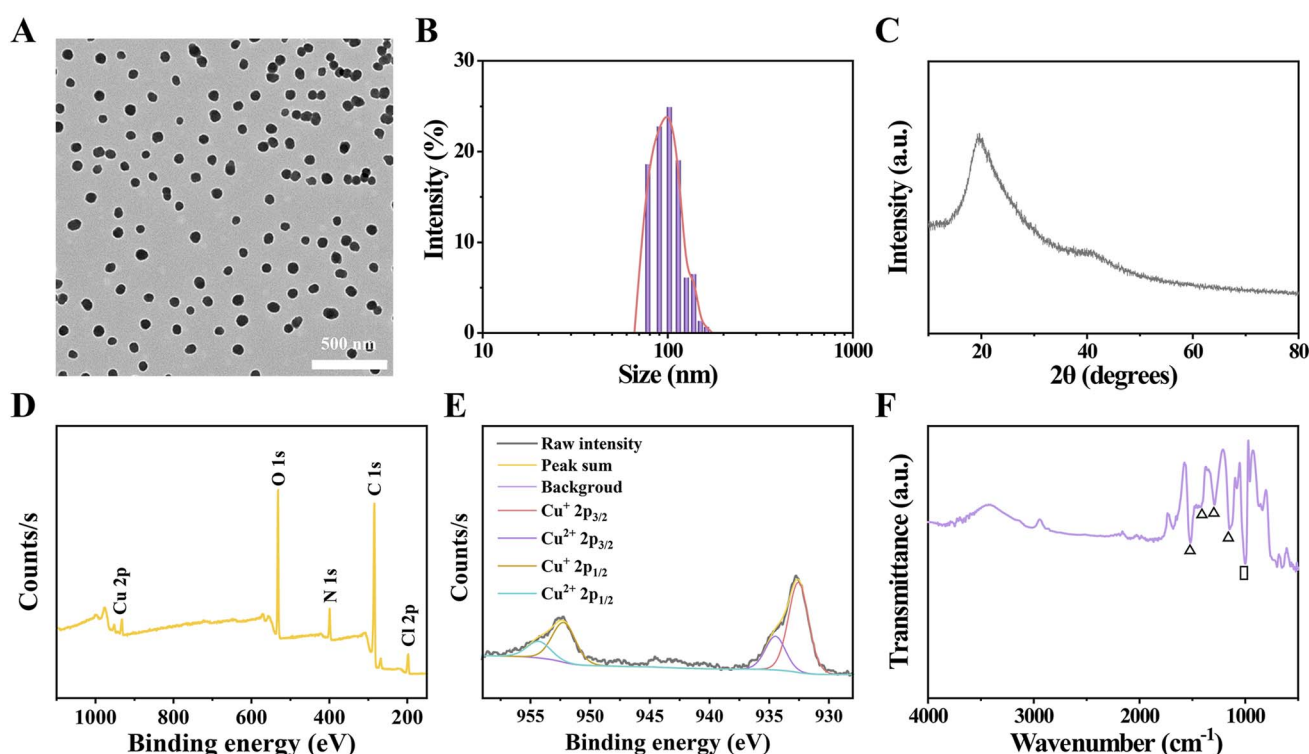 A
500 nm
B
Intensity (%)
30
20
10
0
10
100
1000
Size (nm)
C
Intensity (a.u.)
20
40
60
80
2θ (degrees)
D
Counts/s
Cu 2p
O 1s
N 1s
C 1s
Cl 2p
1000
800
600
400
200
Binding energy (eV)
E
Counts/s
Raw intensity
Peak sum
Backgroud
Cu⁺ 2p₃/₂
Cu²⁺ 2p₃/₂
Cu⁺ 2p₁/₂
Cu²⁺ 2p₁/₂
955
950
945
940
935
930
Binding energy (eV)
F
Transmittance (a.u.)
4000
3000
2000
1000
Wavenumber (cm⁻¹)